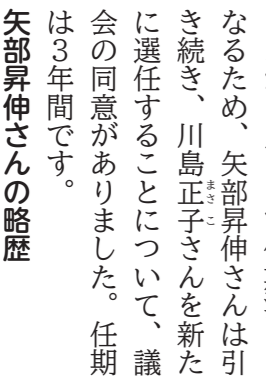 なるため、矢部昇伸さんは引
き続き、川島正子さんを新た
まさこ
に選任することについて、議
会の同意がありました。任期
は３年間です。
矢部昇伸さんの略歴